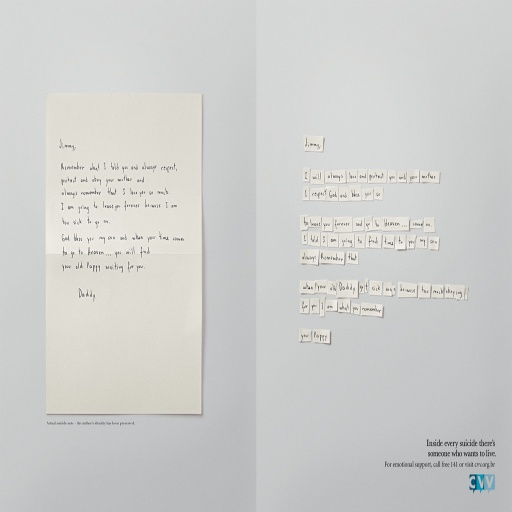 Jimmy,
Remember what I told you and always respect,
protect and obey your mother and
always remember that I love you so much
I am going to leave you forever because I am
too sick to go on.
God bless you my son and when your time comes
to go to Heaven... you will find
your old Pappy waiting for you.
Daddy
Actual suicide note - the author's identity has been preserved.
Jimmy,
I will always love and protect you and your mother
I respect God and bless you so
to leave you forever and go to Heaven... comes on.
I told I am going to find time to you my son
always Remember that
when your old Daddy
sick
because too much obeying
for you I am what you remember
your Pappy
Inside every suicide there's
someone who wants to live.
For emotional support, call free 141 or visit cvv.org.br
CVV